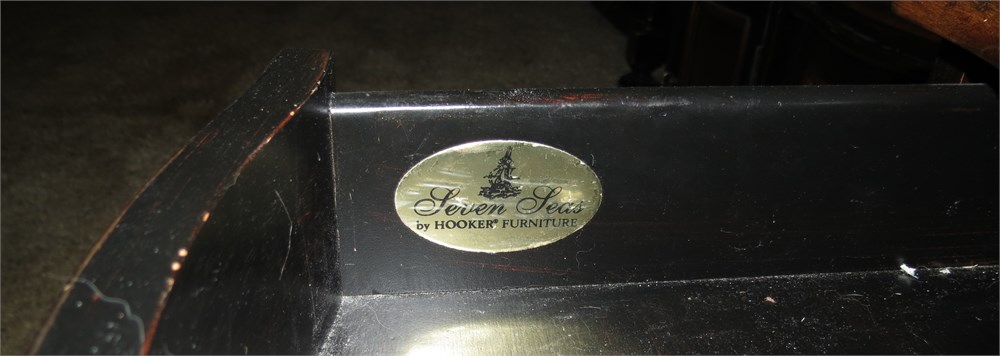 Seven Seas
by HOOKER® FURNITURE